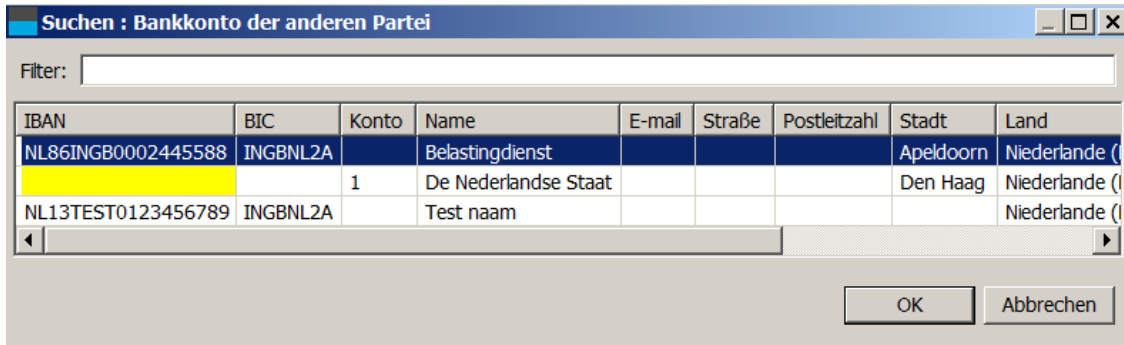 Suchen : Bankkonto der anderen Partei
Filter:
IBAN BIC Konto Name E-mail Straße Postleitzahl Stadt Land
NL86INGB0002445588 INGBNL2A Belastingdienst Apeldoorn Niederlande (
1 De Nederlandse Staat Den Haag Niederlande (
NL13TEST0123456789 INGBNL2A Test naam Niederlande (
OK Abbrechen